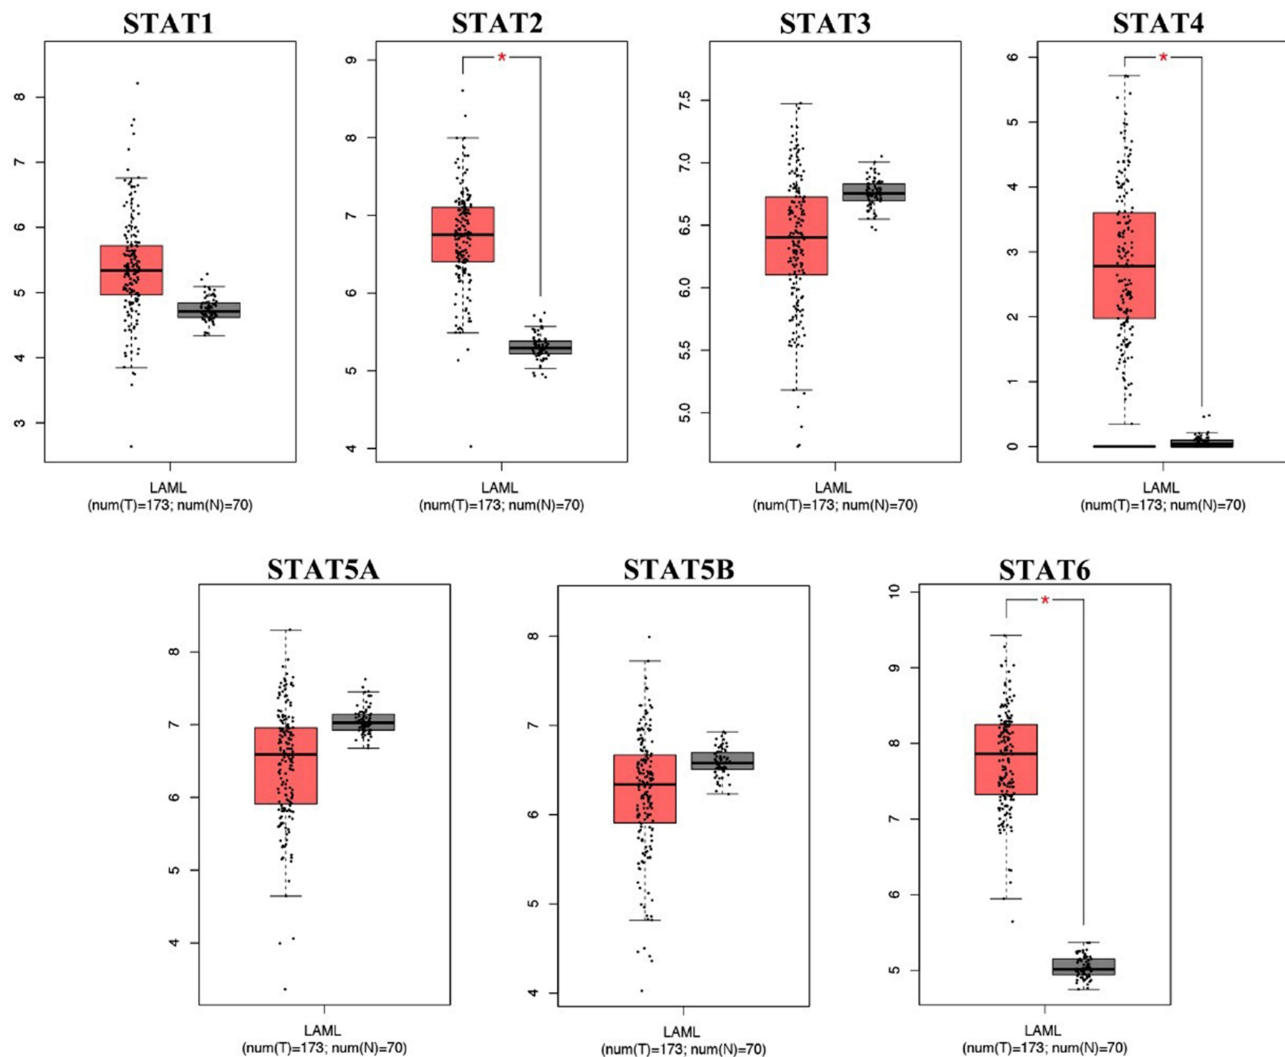 STAT1 STAT2 STAT3 STAT4
8
7
6
5
4
3
LAML
(num(T)=173; num(N)=70)
9
8
7
6
5
4
*
LAML
(num(T)=173; num(N)=70)
7.5
7.0
6.5
6.0
5.5
5.0
LAML
(num(T)=173; num(N)=70)
6
5
4
3
2
1
0
*
LAML
(num(T)=173; num(N)=70)
STAT5A STAT5B STAT6
8
7
6
5
4
LAML
(num(T)=173; num(N)=70)
8
7
6
5
4
LAML
(num(T)=173; num(N)=70)
10
9
8
7
6
5
*
LAML
(num(T)=173; num(N)=70)